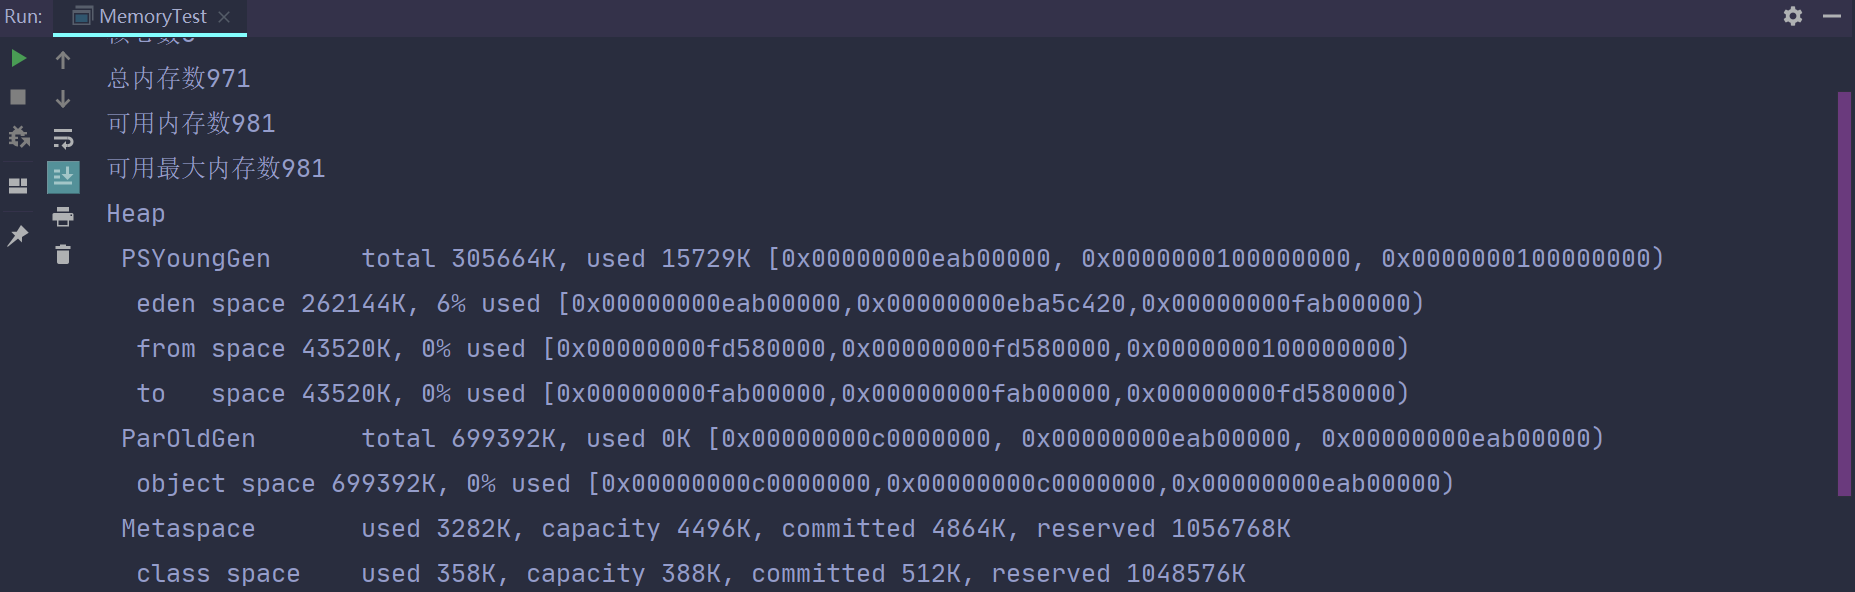 Run: MemoryTest
总内存数971
可用内存数981
可用最大内存数981
Heap
PSYoungGen      total 305664K, used 15729K [0x00000000eab00000, 0x0000000100000000, 0x0000000100000000)
eden space 262144K, 6% used [0x00000000eab00000,0x00000000eba5c420,0x00000000fab00000)
from space 43520K, 0% used [0x00000000fd580000,0x00000000fd580000,0x0000000100000000)
to   space 43520K, 0% used [0x00000000fab00000,0x00000000fab00000,0x00000000fd580000)
ParOldGen       total 699392K, used 0K [0x00000000c0000000, 0x00000000eab00000, 0x00000000eab00000)
object space 699392K, 0% used [0x00000000c0000000,0x00000000c0000000,0x00000000eab00000)
Metaspace       used 3282K, capacity 4496K, committed 4864K, reserved 1056768K
class space    used 358K, capacity 388K, committed 512K, reserved 1048576K